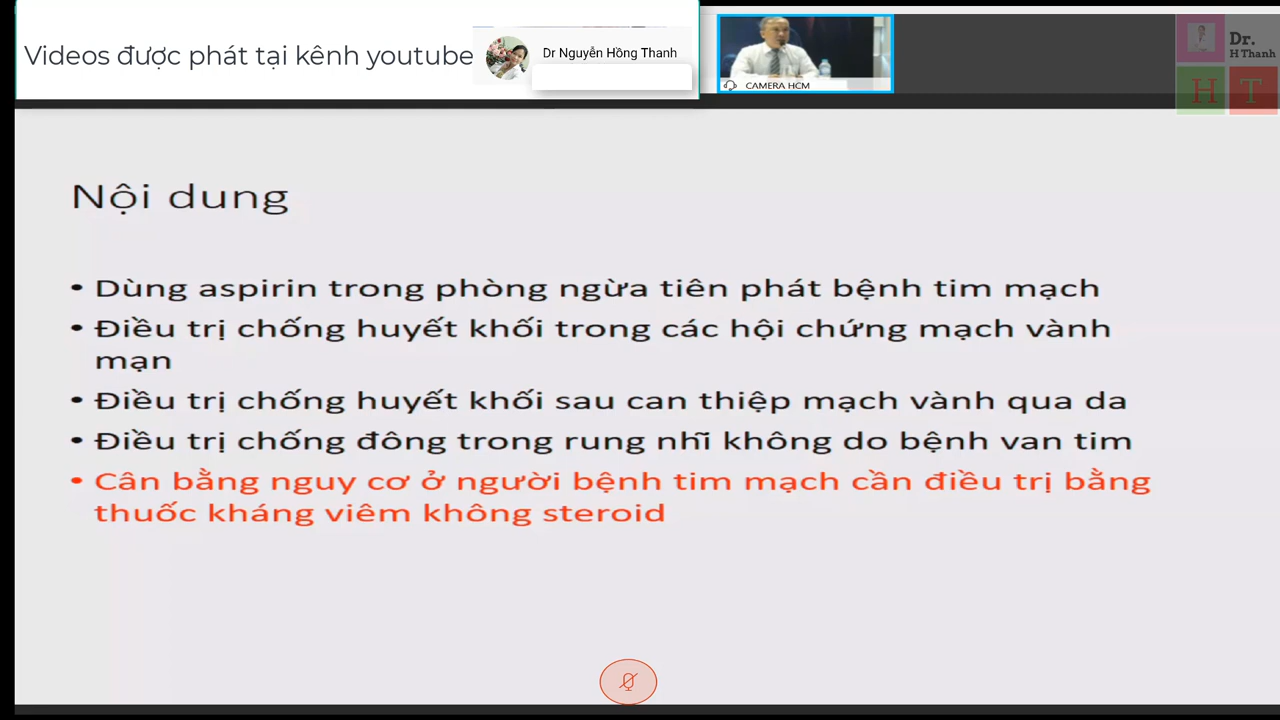 Videos được phát tại kênh youtube
Dr Nguyễn Hồng Thanh
CAMERA HCM
Dr.
H Thanh
H T
Nội dung
• Dùng aspirin trong phòng ngừa tiên phát bệnh tim mạch
• Điều trị chống huyết khối trong các hội chứng mạch vành
mạn
• Điều trị chống huyết khối sau can thiệp mạch vành qua da
• Điều trị chống đông trong rung nhĩ không do bệnh van tim
• Cân bằng nguy cơ ở người bệnh tim mạch cần điều trị bằng
thuốc kháng viêm không steroid